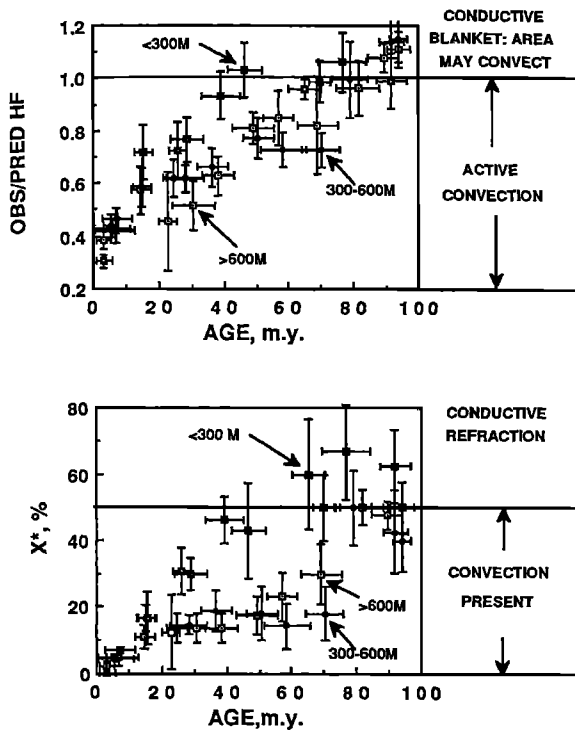 CONDUCTIVE
BLANKET: AREA
MAY CONVECT
<300M
1.2
1.0
0.8
0.6
0.4
0.2
OBS/PRED HF
300-600M
>600M
ACTIVE
CONVECTION
0 20 40 60 80 100
AGE, m.y.
80
60
40
20
0
X*, %
<300 M
CONDUCTIVE
REFRACTION
>600M
300-600M
CONVECTION
PRESENT
0 20 40 60 80 100
AGE,m.y.